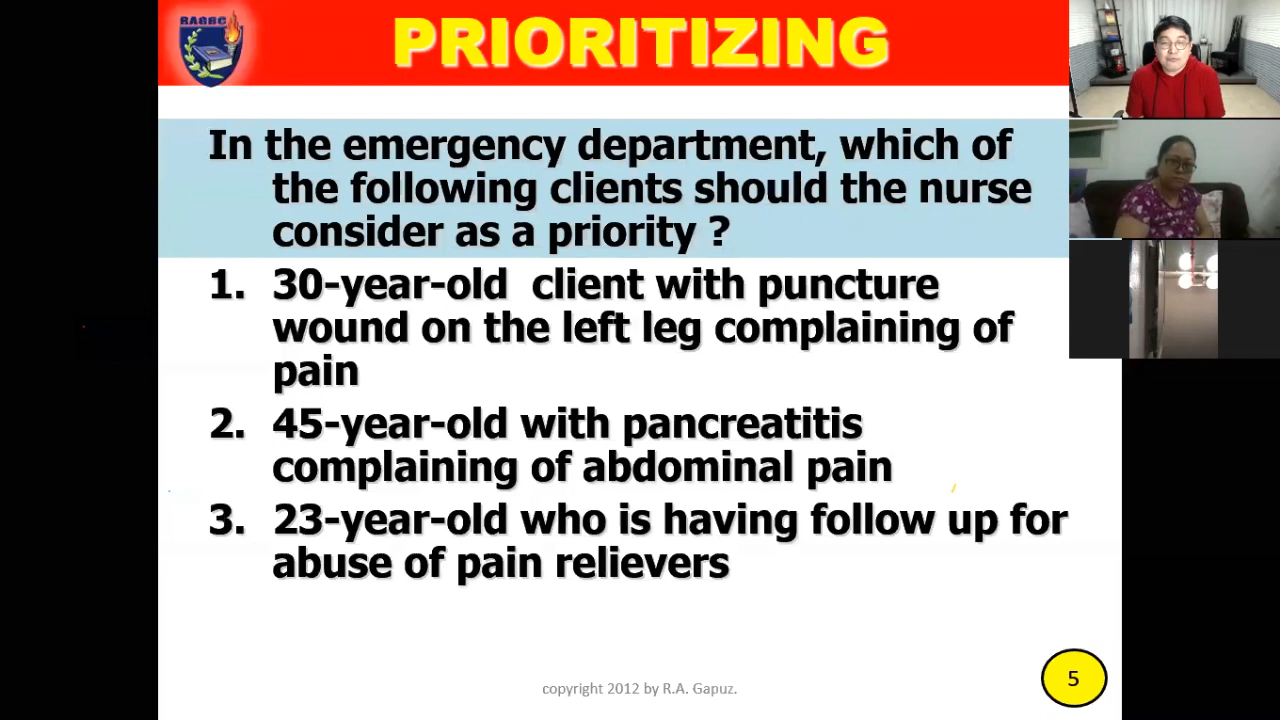 RAGBC
PRIORITIZING
In the emergency department, which of
the following clients should the nurse
consider as a priority ?
1. 30-year-old client with puncture
wound on the left leg complaining of
pain
2. 45-year-old with pancreatitis
complaining of abdominal pain
3. 23-year-old who is having follow up for
abuse of pain relievers
copyright 2012 by R.A. Gapuz.
5